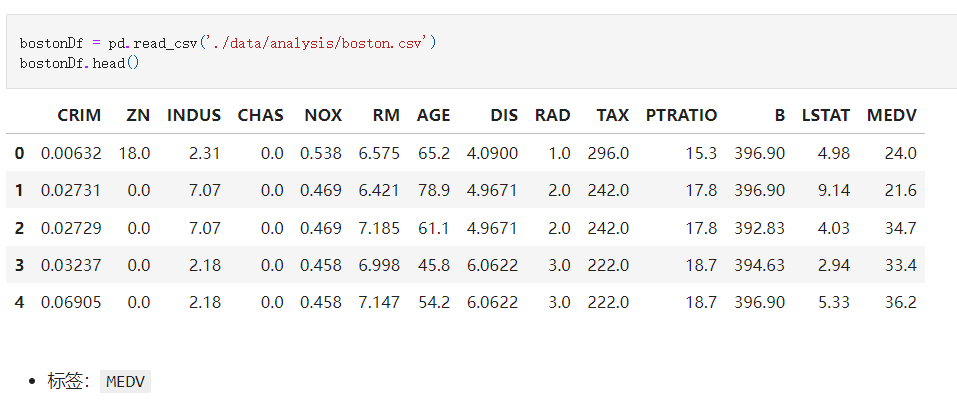 bostonDf = pd.read_csv('./data/analysis/boston.csv')
bostonDf.head()
CRIM ZN INDUS CHAS NOX RM AGE DIS RAD TAX PTRATIO B LSTAT MEDV
0 0.00632 18.0 2.31 0.0 0.538 6.575 65.2 4.0900 1.0 296.0 15.3 396.90 4.98 24.0
1 0.02731 0.0 7.07 0.0 0.469 6.421 78.9 4.9671 2.0 242.0 17.8 396.90 9.14 21.6
2 0.02729 0.0 7.07 0.0 0.469 7.185 61.1 4.9671 2.0 242.0 17.8 392.83 4.03 34.7
3 0.03237 0.0 2.18 0.0 0.458 6.998 45.8 6.0622 3.0 222.0 18.7 394.63 2.94 33.4
4 0.06905 0.0 2.18 0.0 0.458 7.147 54.2 6.0622 3.0 222.0 18.7 396.90 5.33 36.2
• 标签：MEDV